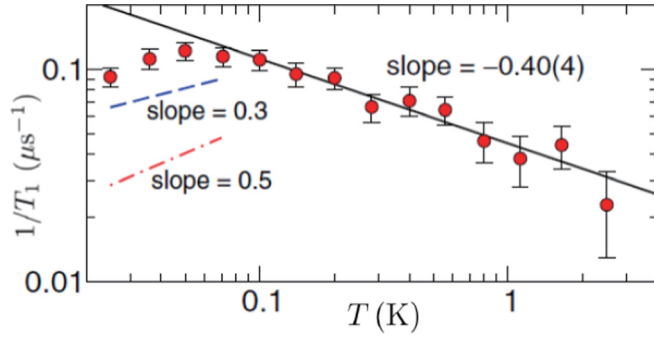 0.1
0.01
1/T₁ (μs⁻¹)
slope = −0.40(4)
slope = 0.3
slope = 0.5
0.1
1
T (K)